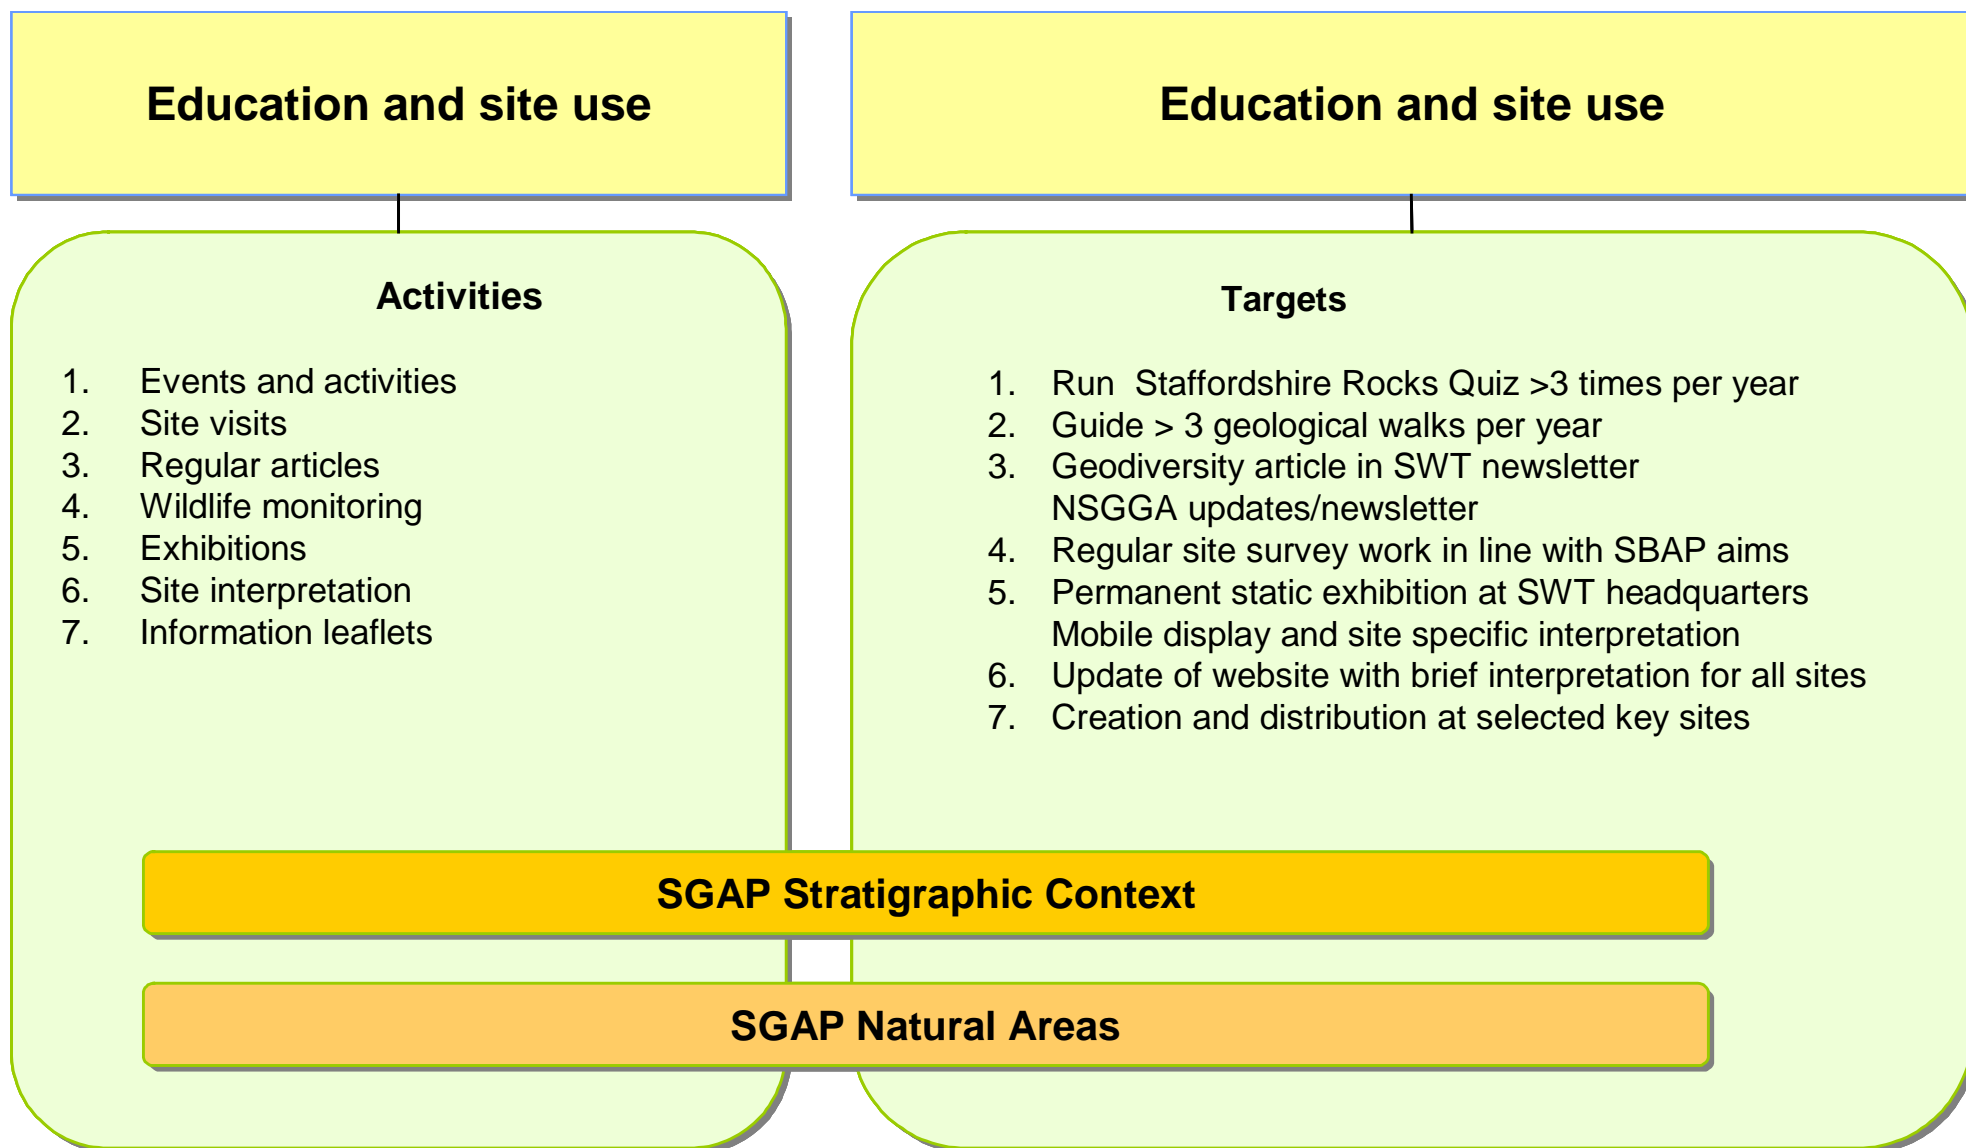 Education and site use
Activities
1. Events and activities
2. Site visits
3. Regular articles
4. Wildlife monitoring
5. Exhibitions
6. Site interpretation
7. Information leaflets
Education and site use
Targets
1. Run Staffordshire Rocks Quiz >3 times per year
2. Guide > 3 geological walks per year
3. Geodiversity article in SWT newsletter
NSGGA updates/newsletter
4. Regular site survey work in line with SBAP aims
5. Permanent static exhibition at SWT headquarters
Mobile display and site specific interpretation
6. Update of website with brief interpretation for all sites
7. Creation and distribution at selected key sites
SGAP Stratigraphic Context
SGAP Natural Areas